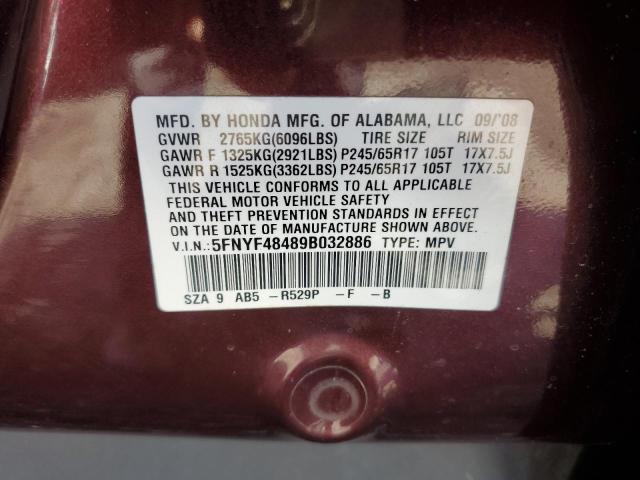 MFD. BY HONDA MFG. OF ALABAMA, LLC 09/'08
GVWR 2765KG(6096LBS) TIRE SIZE RIM SIZE
GAWR F 1325KG(2921LBS) P245/65R17 105T 17X7.5J
GAWR R 1525KG(3362LBS) P245/65R17 105T 17X7.5J
THIS VEHICLE CONFORMS TO ALL APPLICABLE
FEDERAL MOTOR VEHICLE SAFETY
AND THEFT PREVENTION STANDARDS IN EFFECT
ON THE DATE OF MANUFACTURE SHOWN ABOVE.
V.I.N.: 5FNYF48489B032886 TYPE: MPV
SZA 9 AB5 -R529P -F -B